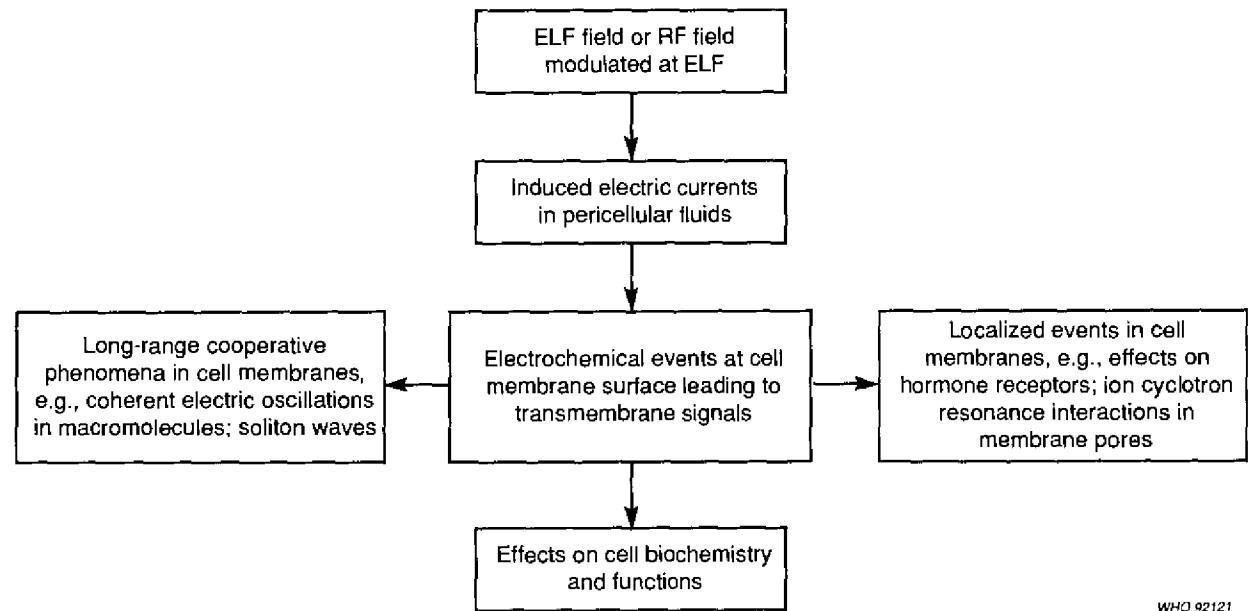 ELF field or RF field
modulated at ELF
Induced electric currents
in pericellular fluids
Long-range cooperative
phenomena in cell membranes,
e.g., coherent electric oscillations
in macromolecules; soliton waves
Electrochemical events at cell
membrane surface leading to
transmembrane signals
Localized events in cell
membranes, e.g., effects on
hormone receptors; ion cyclotron
resonance interactions in
membrane pores
Effects on cell biochemistry
and functions
WHO 92121